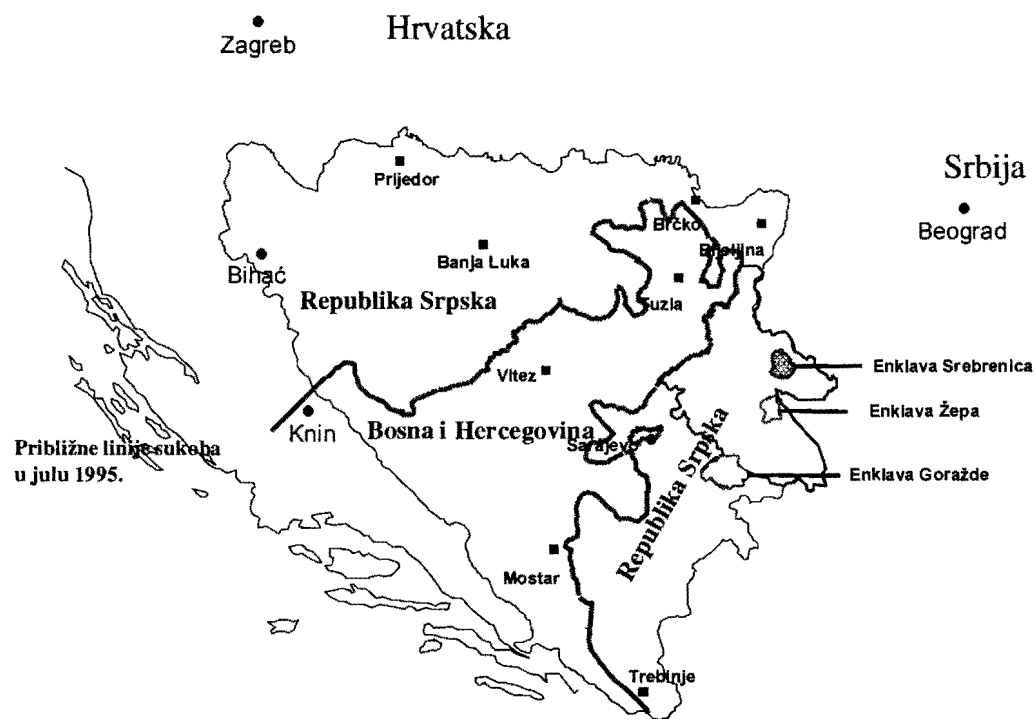 Hrvatska
Zagreb
Srbija
Beograd
Prijedor
Brčko
Bijeljina
Banja Luka
Bihać
Republika Srpska
Tuzla
Enklava Srebrenica
Vitez
Enklava Žepa
Knin
Bosna i Hercegovina
Sarajevo
Republika Srpska
Približne linije sukoba
u julu 1995.
Enklava Goražde
Mostar
Trebinje